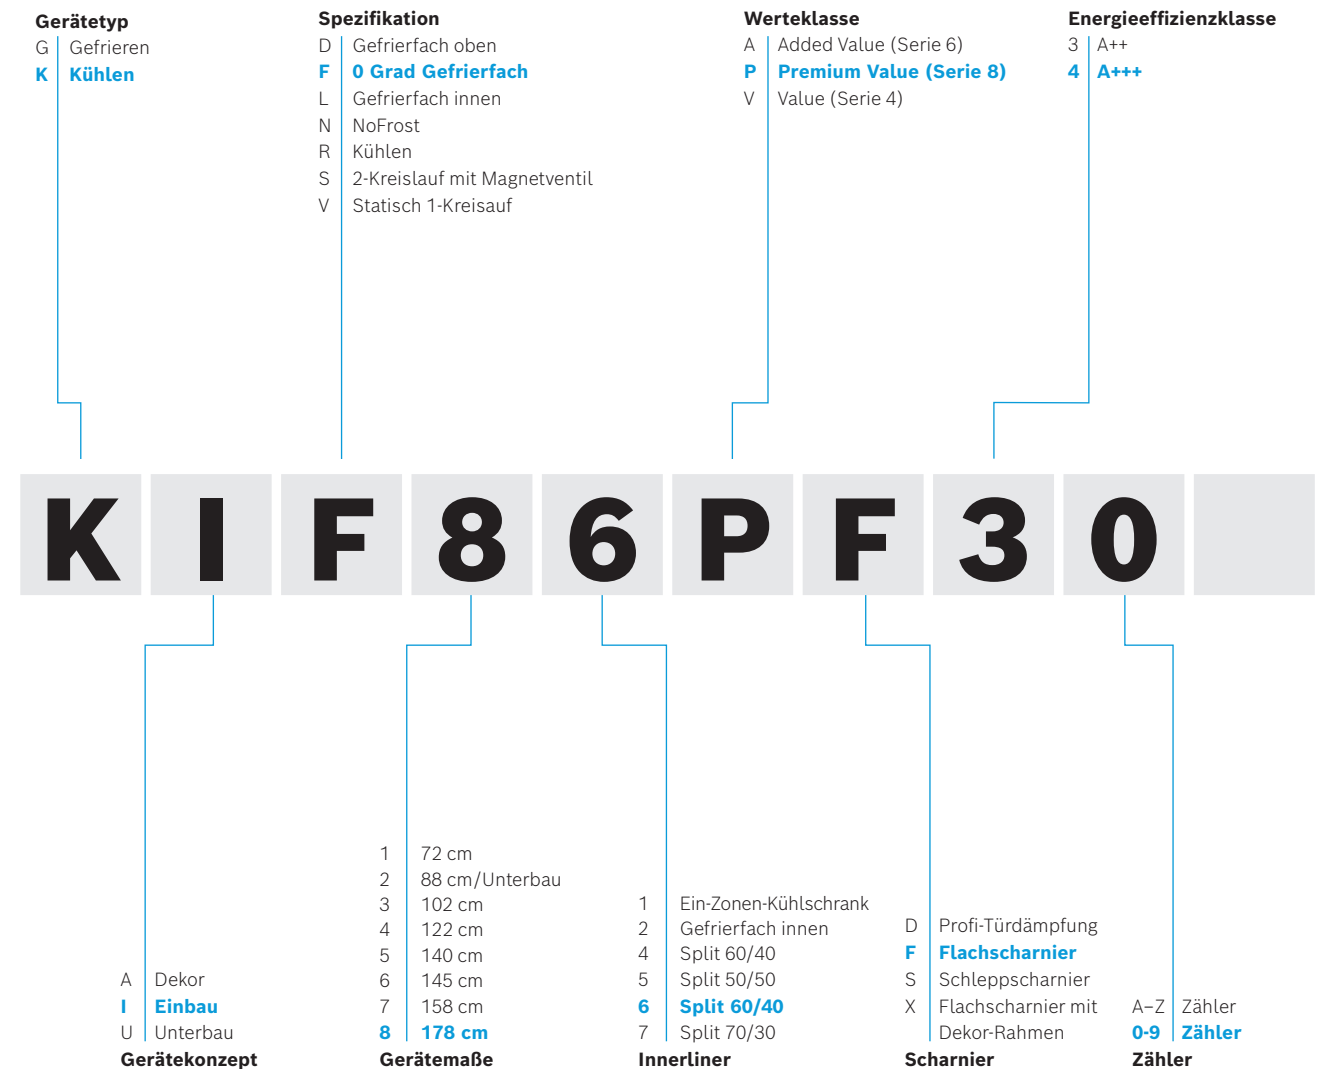 Gerätetyp
G Gefrieren
K Kühlen
Spezifikation
D Gefrierfach oben
F 0 Grad Gefrierfach
L Gefrierfach innen
N NoFrost
R Kühlen
S 2-Kreislauf mit Magnetventil
V Statisch 1-Kreisauf
Werteklasse
A Added Value (Serie 6)
P Premium Value (Serie 8)
V Value (Serie 4)
Energieeffizienzklasse
3 A++
4 A+++
K I F 8 6 P F 3 0
A Dekor
I Einbau
U Unterbau
Gerätekonzept
1 72 cm
2 88 cm/Unterbau
3 102 cm
4 122 cm
5 140 cm
6 145 cm
7 158 cm
8 178 cm
Gerätemaße
1 Ein-Zonen-Kühlschrank
2 Gefrierfach innen
4 Split 60/40
5 Split 50/50
6 Split 60/40
7 Split 70/30
Innerliner
D Profi-Türdämpfung
F Flachscharnier
S Schleppscharnier
X Flachscharnier mit
Dekor-Rahmen
Scharnier
A–Z Zähler
0-9 Zähler
Zähler